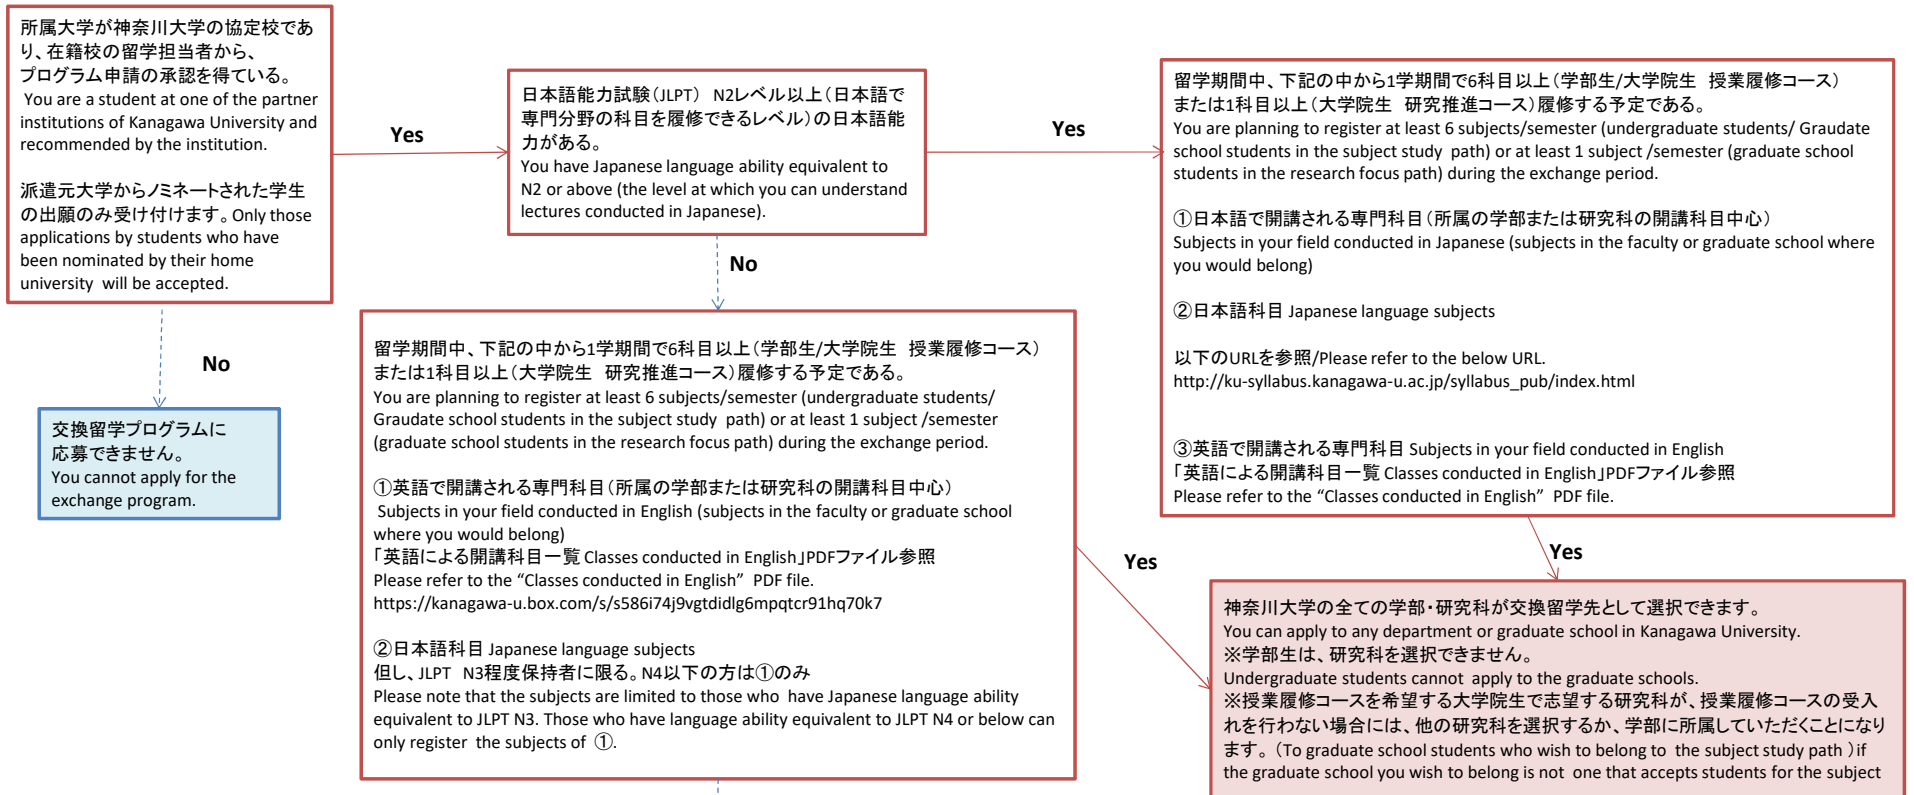 所属大学が神奈川大学の協定校であ
り、在籍校の留学担当者から、
プログラム申請の承認を得ている。
You are a student at one of the partner
institutions of Kanagawa University and
recommended by the institution.
派遣元大学からノミネートされた学生
の出願のみ受け付けます。Only those
applications by students who have
been nominated by their home
university will be accepted.
Yes
No
交換留学プログラムに
応募できません。
You cannot apply for the
exchange program.
日本語能力試験(JLPT) N2レベル以上(日本語で
専門分野の科目を履修できるレベル)の日本語能
力がある。
You have Japanese language ability equivalent to
N2 or above (the level at which you can understand
lectures conducted in Japanese).
Yes
No
留学期間中、下記の中から1学期間で6科目以上(学部生/大学院生 授業履修コース)
または1科目以上(大学院生 研究推進コース)履修する予定である。
You are planning to register at least 6 subjects/semester (undergraduate students/
Graudate school students in the subject study path) or at least 1 subject /semester
(graduate school students in the research focus path) during the exchange period.
①英語で開講される専門科目(所属の学部または研究科の開講科目中心)
Subjects in your field conducted in English (subjects in the faculty or graduate school
where you would belong)
「英語による開講科目一覧 Classes conducted in English」PDFファイル参照
Please refer to the “Classes conducted in English” PDF file.
https://kanagawa-u.box.com/s/s586i74j9vgtdidlg6mpqtcr91hq70k7
②日本語科目 Japanese language subjects
但し、JLPT N3程度保持者に限る。N4以下の方は①のみ
Please note that the subjects are limited to those who have Japanese language ability
equivalent to JLPT N3. Those who have language ability equivalent to JLPT N4 or below can
only register the subjects of ①.
Yes
留学期間中、下記の中から1学期間で6科目以上(学部生/大学院生 授業履修コース)
または1科目以上(大学院生 研究推進コース)履修する予定である。
You are planning to register at least 6 subjects/semester (undergraduate students/ Graudate
school students in the subject study path) or at least 1 subject /semester (graduate school
students in the research focus path) during the exchange period.
①日本語で開講される専門科目(所属の学部または研究科の開講科目中心)
Subjects in your field conducted in Japanese (subjects in the faculty or graduate school where
you would belong)
②日本語科目 Japanese language subjects
以下のURLを参照/Please refer to the below URL.
http://ku-syllabus.kanagawa-u.ac.jp/syllabus_pub/index.html
③英語で開講される専門科目 Subjects in your field conducted in English
「英語による開講科目一覧 Classes conducted in English」PDFファイル参照
Please refer to the “Classes conducted in English” PDF file.
Yes
神奈川大学の全ての学部・研究科が交換留学先として選択できます。
You can apply to any department or graduate school in Kanagawa University.
※学部生は、研究科を選択できません。
Undergraduate students cannot apply to the graduate schools.
※授業履修コースを希望する大学院生で志望する研究科が、授業履修コースの受入
れを行わない場合には、他の研究科を選択するか、学部に所属していただくことになり
ます。(To graduate school students who wish to belong to the subject study path )if
the graduate school you wish to belong is not one that accepts students for the subject